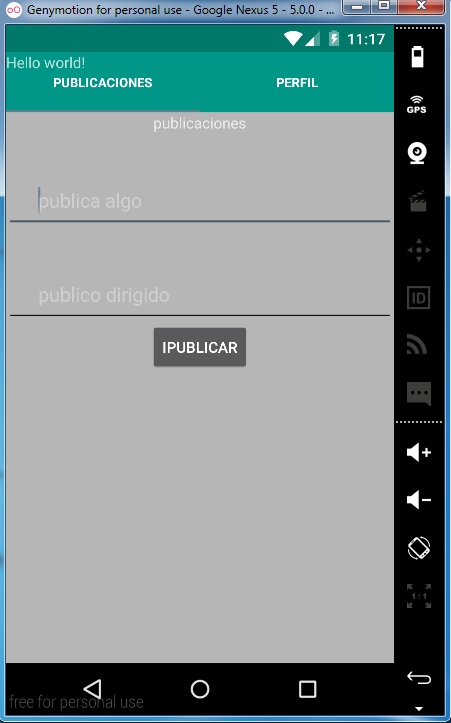 Genymotion for personal use - Google Nexus 5 - 5.0.0 - ...
11:17
Hello world!
PUBLICACIONES PERFIL
publicaciones
publica algo
publico dirigido
IPUBLICAR
GPS
ID
1:1
free for personal use